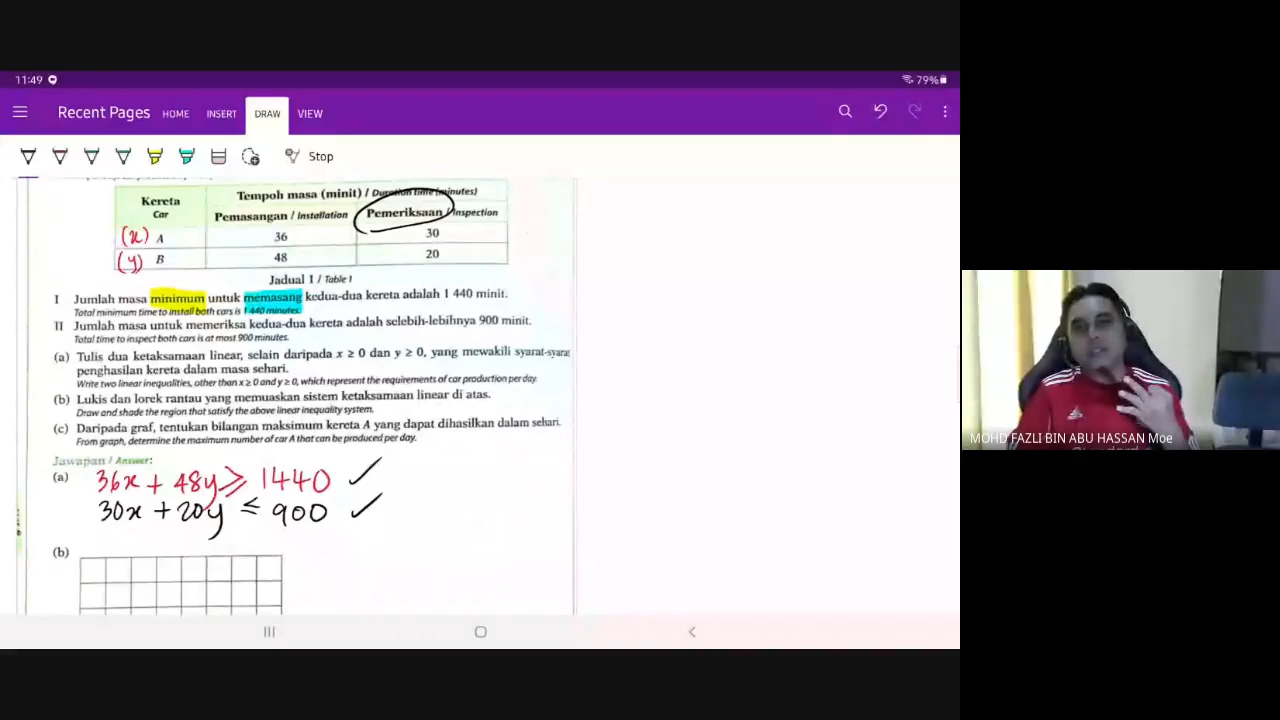 11:49 79%
Recent Pages HOME INSERT DRAW VIEW
Stop
Kereta Tempoh masa (minit) / Duration time (minutes)
Car Pemasangan / Installation Pemeriksaan / Inspection
(x) A 36 30
(y) B 48 20
Jadual 1 / Table 1
I Jumlah masa minimum untuk memasang kedua-dua kereta adalah 1 440 minit.
Total minimum time to install both cars is 1 440 minutes.
II Jumlah masa untuk memeriksa kedua-dua kereta adalah selebih-lebihnya 900 minit.
Total time to inspect both cars is at most 900 minutes.
(a) Tulis dua ketaksamaan linear, selain daripada x ≥ 0 dan y ≥ 0, yang mewakili syarat-syarat
penghasilan kereta dalam masa sehari.
Write two linear inequalities, other than x ≥ 0 and y ≥ 0, which represent the requirements of car production per day.
(b) Lukis dan lorek rantau yang memuaskan sistem ketaksamaan linear di atas.
Draw and shade the region that satisfy the above linear inequality system.
(c) Daripada graf, tentukan bilangan maksimum kereta A yang dapat dihasilkan dalam sehari.
From graph, determine the maximum number of car A that can be produced per day.
Jawapan / Answer:
(a) 36x + 48y ≥ 1440 ✓
30x + 20y ≤ 900 ✓
(b)
MOHD FAZLI BIN ABU HASSAN Moe